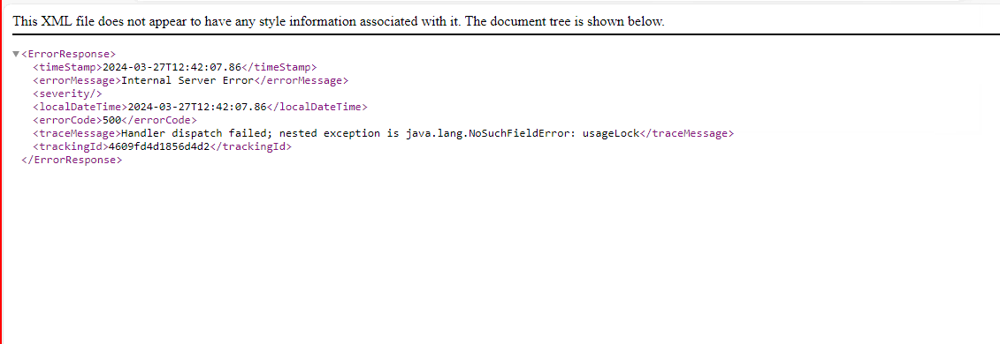 This XML file does not appear to have any style information associated with it. The document tree is shown below.
▼<ErrorResponse>
<timeStamp>2024-03-27T12:42:07.86</timeStamp>
<errorMessage>Internal Server Error</errorMessage>
<severity/>
<localDateTime>2024-03-27T12:42:07.86</localDateTime>
<errorCode>500</errorCode>
<traceMessage>Handler dispatch failed; nested exception is java.lang.NoSuchFieldError: usageLock</traceMessage>
<trackingId>4609fd4d1856d4d2</trackingId>
</ErrorResponse>